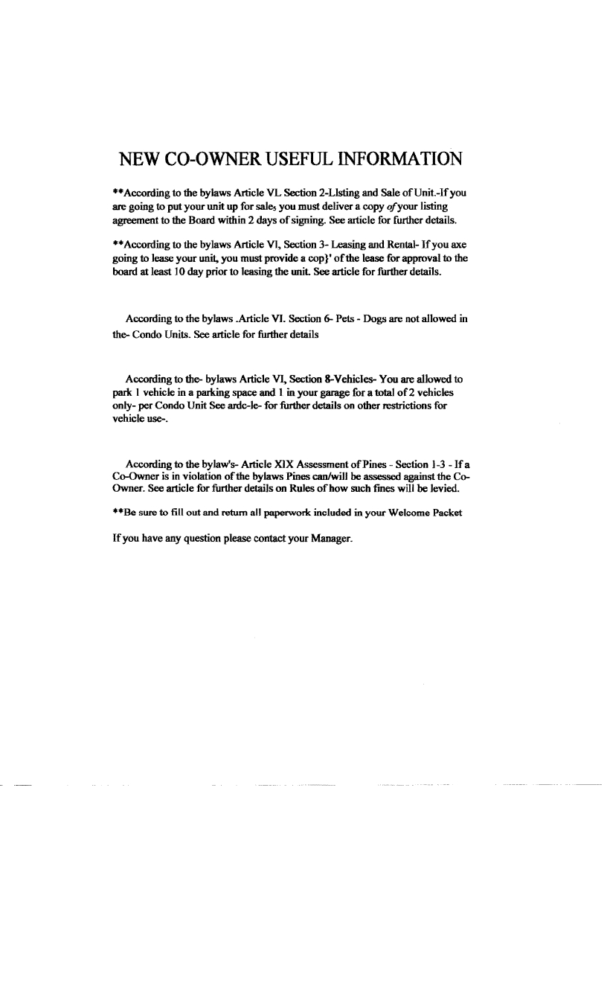 NEW CO-OWNER USEFUL INFORMATION
**According to the bylaws Article VL Section 2-LIsting and Sale of Unit.-If you
are going to put your unit up for sale₅ you must deliver a copy of your listing
agreement to the Board within 2 days of signing. See article for further details.
**According to the bylaws Article VI, Section 3- Leasing and Rental- If you axe
going to lease your unit, you must provide a cop}' of the lease for approval to the
board at least 10 day prior to leasing the unit. See article for further details.
According to the bylaws .Article VI. Section 6- Pets - Dogs are not allowed in
the- Condo Units. See article for further details
According to the- bylaws Article VI, Section 8-Vehicles- You are allowed to
park 1 vehicle in a parking space and 1 in your garage for a total of 2 vehicles
only- per Condo Unit See ardc-le- for further details on other restrictions for
vehicle use-.
According to the bylaw's- Article XIX Assessment of Pines - Section 1-3 - If a
Co-Owner is in violation of the bylaws Pines can/will be assessed against the Co-
Owner. See article for further details on Rules of how such fines will be levied.
**Be sure to fill out and return all paperwork included in your Welcome Packet
If you have any question please contact your Manager.